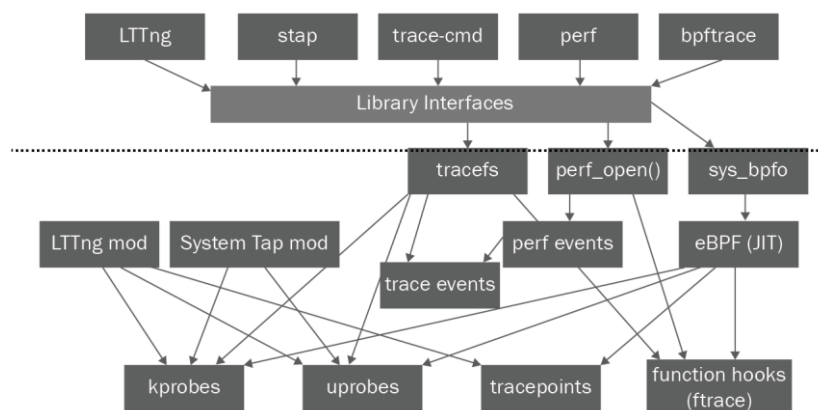 LTTng
stap
trace-cmd
perf
bpftrace
Library Interfaces
tracefs
perf_open()
sys_bpfo
LTTng mod
System Tap mod
perf events
eBPF (JIT)
trace events
kprobes
uprobes
tracepoints
function hooks
(ftrace)